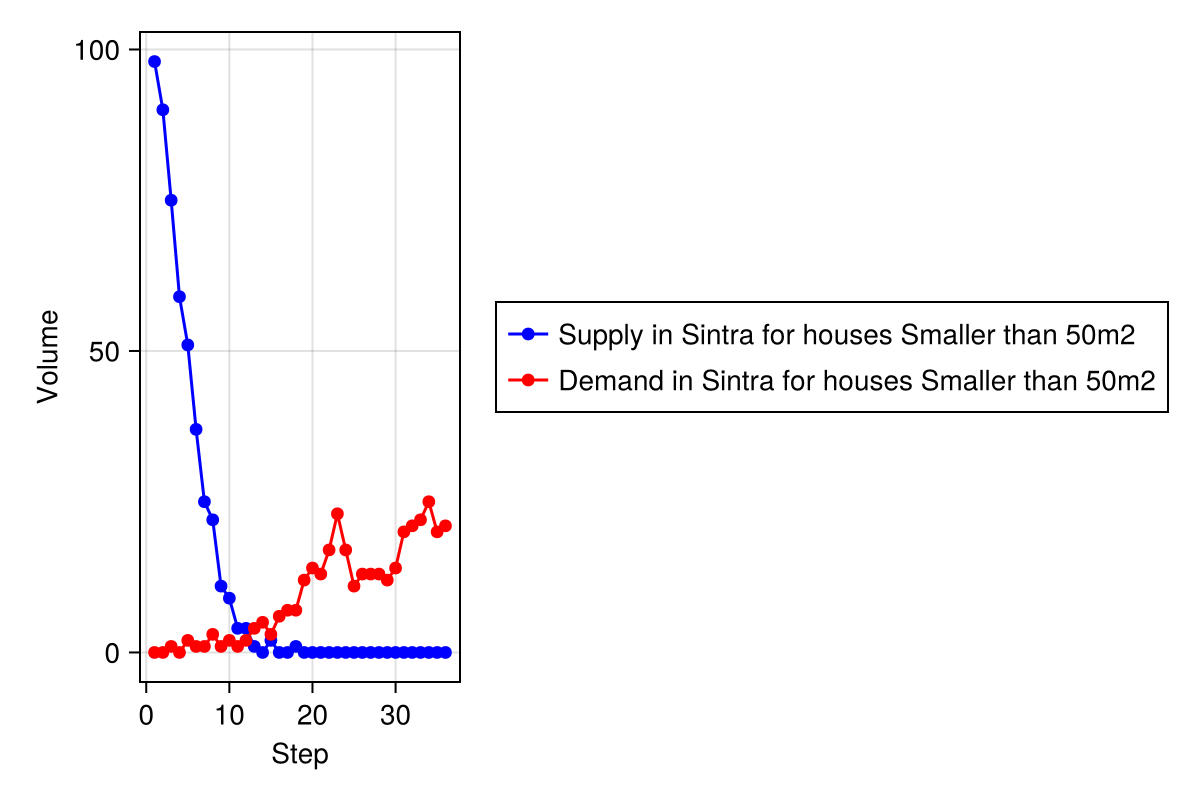 100
50
0
Volume
0 10 20 30
Step
Supply in Sintra for houses Smaller than 50m2
Demand in Sintra for houses Smaller than 50m2